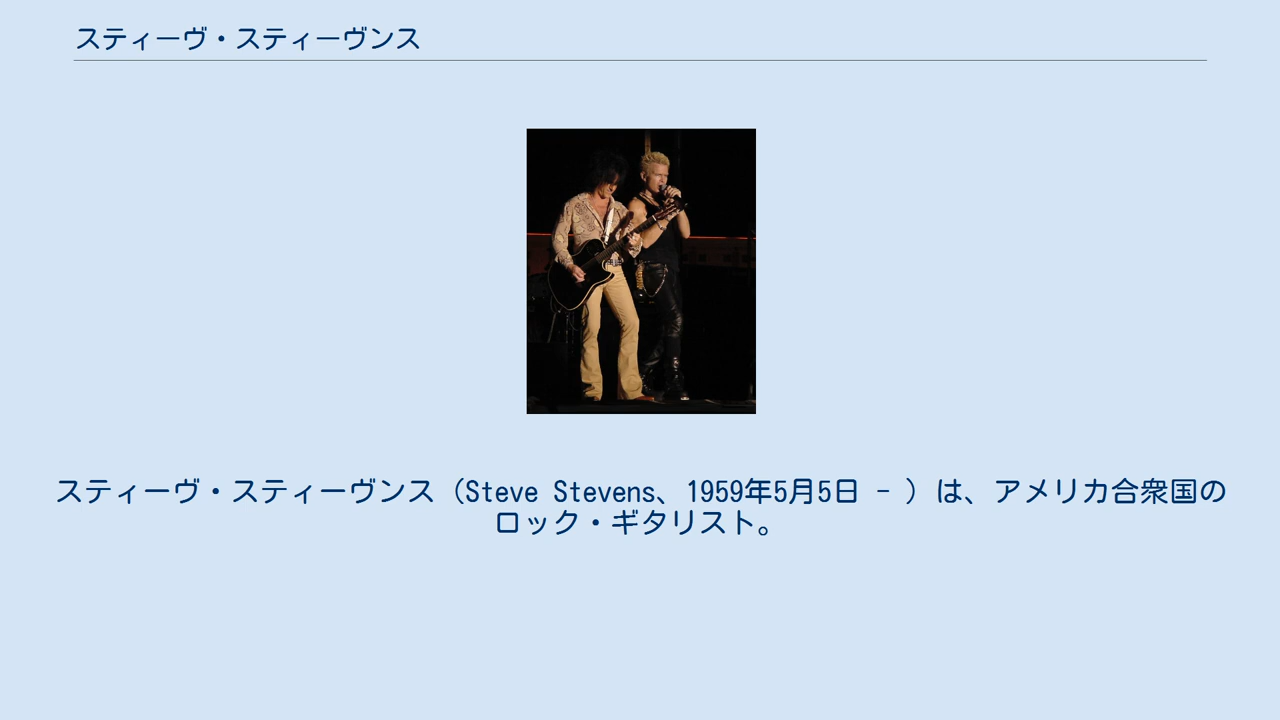 スティーヴ・スティーヴンス
スティーヴ・スティーヴンス（Steve Stevens、1959年5月5日 - ）は、アメリカ合衆国の
ロック・ギタリスト。